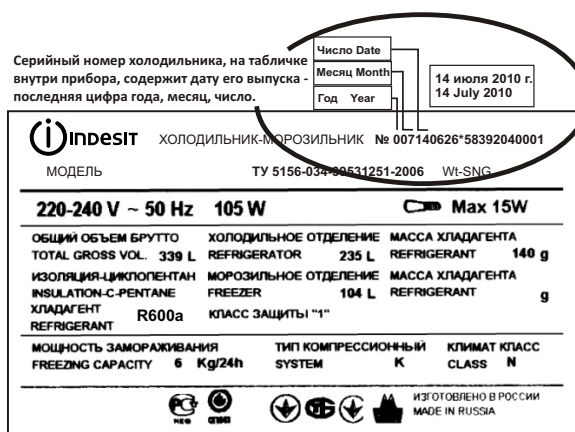 Число Date
Серийный номер холодильника, на табличке
внутри прибора, содержит дату его выпуска -
последняя цифра года, месяц, число.
Месяц Month
Год Year
14 июля 2010 г.
14 July 2010
indesit ХОЛОДИЛЬНИК-МОРОЗИЛЬНИК № 007140626*58392040001
МОДЕЛЬ ТУ 5156-034-39531251-2006 Wt-SNG
220-240 V ~ 50 Hz 105 W Max 15W
ОБЩИЙ ОБЪЕМ БРУТТО ХОЛОДИЛЬНОЕ ОТДЕЛЕНИЕ МАССА ХЛАДАГЕНТА
TOTAL GROSS VOL. 339 L REFRIGERATOR 235 L REFRIGERANT 140 g
ИЗОЛЯЦИЯ-ЦИКЛОПЕНТАН МОРОЗИЛЬНОЕ ОТДЕЛЕНИЕ МАССА ХЛАДАГЕНТА
INSULATION-C-PENTANE FREEZER 104 L REFRIGERANT g
ХЛАДАГЕНТ R600a КЛАСС ЗАЩИТЫ "1"
REFRIGERANT
МОЩНОСТЬ ЗАМОРАЖИВАНИЯ ТИП КОМПРЕССИОННЫЙ КЛИМАТ КЛАСС
FREEZING CAPACITY 6 Kg/24h SYSTEM K CLASS N
ИЗГОТОВЛЕНО В РОССИИ
MADE IN RUSSIA